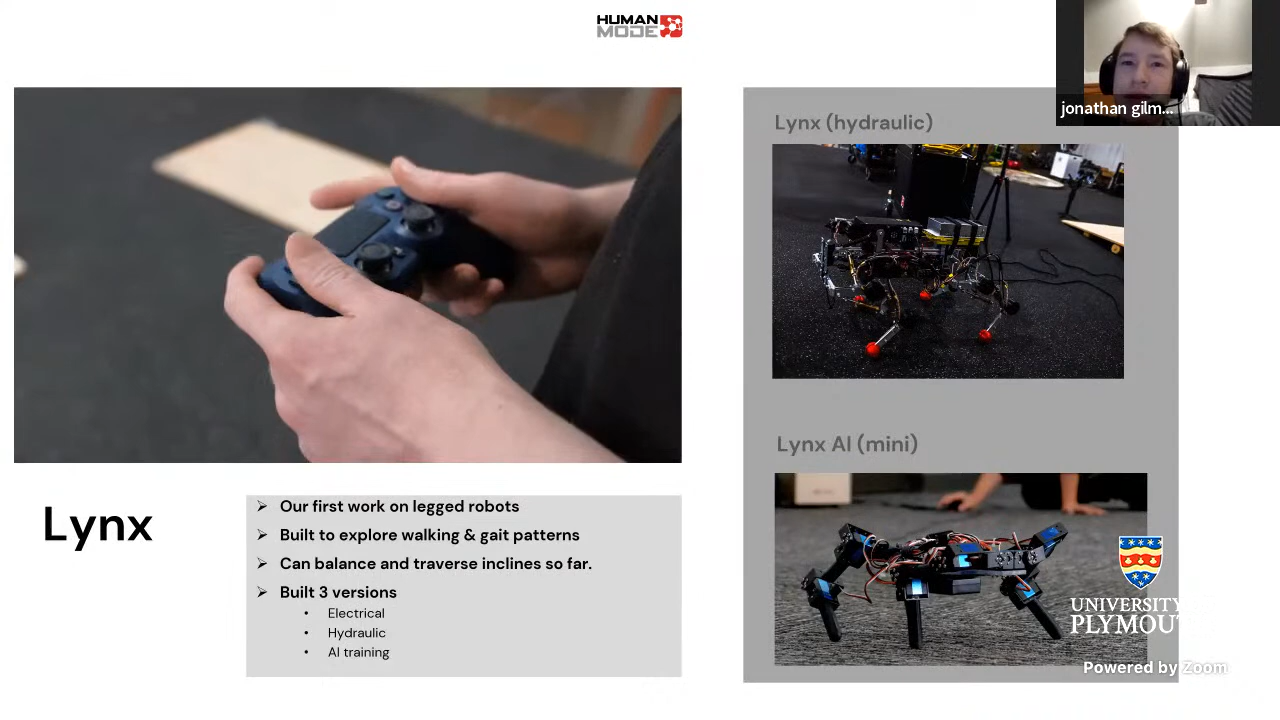 HUMAN
MODE
jonathan gilm...
Lynx (hydraulic)
Lynx AI (mini)
Lynx
Our first work on legged robots
Built to explore walking & gait patterns
Can balance and traverse inclines so far.
Built 3 versions
Electrical
Hydraulic
AI training
UNIVERSITY
PLYMOU
Powered by Zoom